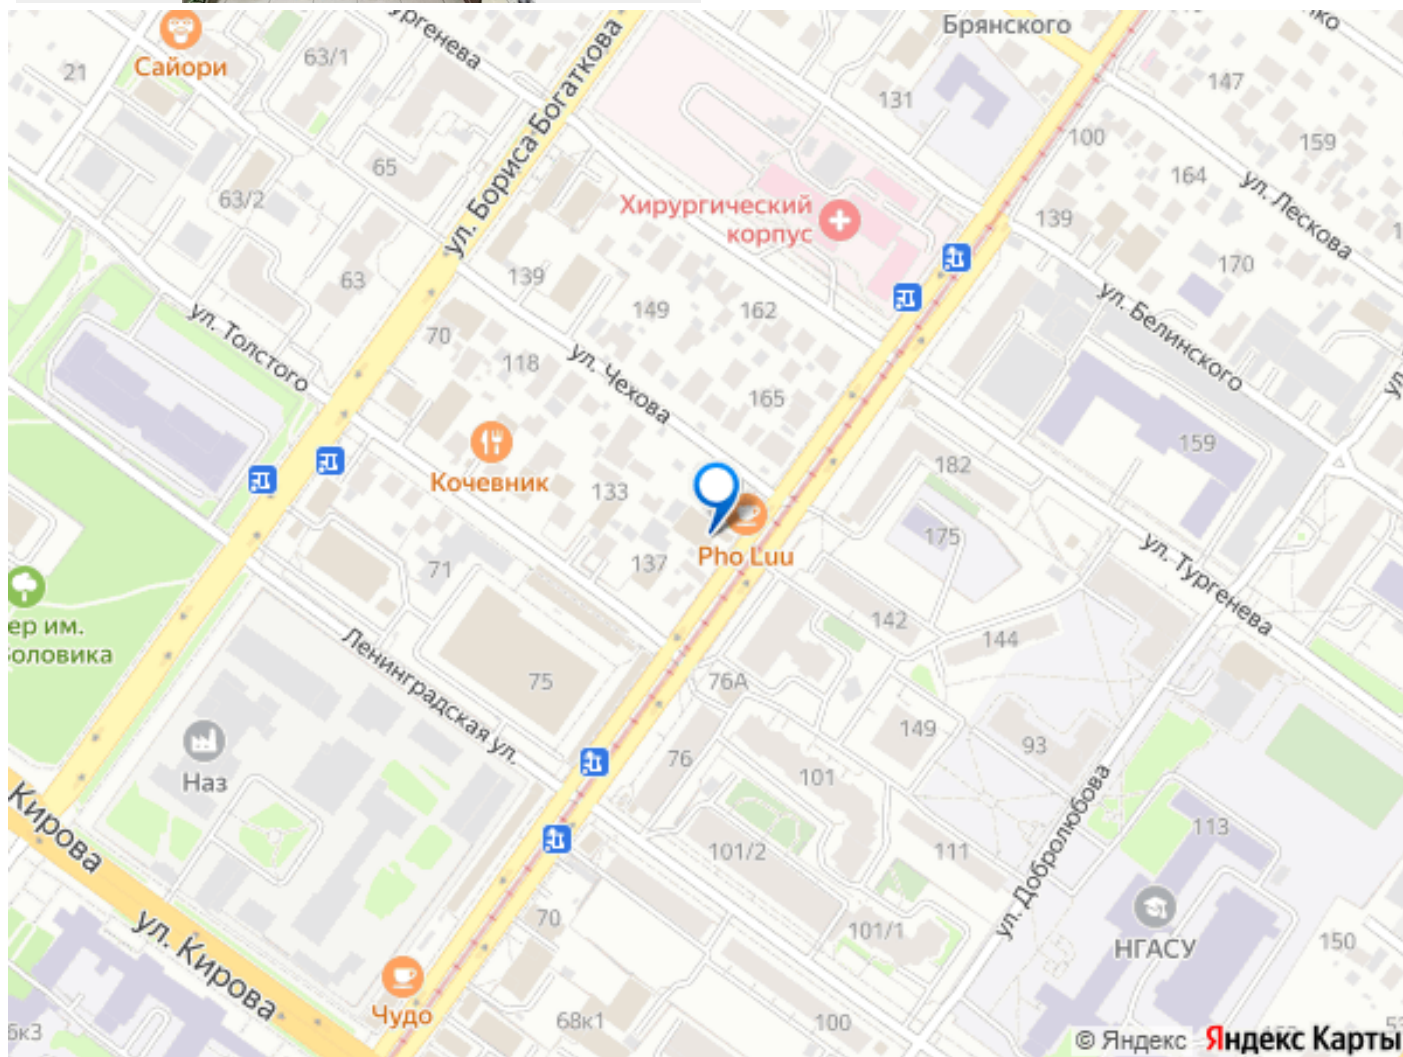 Тургенева
Брянского
Сайори
63/1
21
147
131
ул. Бориса Богаткова
100
159
65
164
63/2
ул. Лескова
Хирургический
корпус
139
139
170
63
ул. Белинского
ул. Толстого
149
162
70
118
ул. Чехова
165
159
182
Кочевник
133
175
Pho Luu
137
71
ул. Тургенева
142
144
ер им.
оловика
Ленинградская ул.
75
76А
149
93
76
101
Наз
ул. Добролюбова
Кирова
113
101/2
111
70
101/1
ул. Кирова
НГАСУ
150
Чудо
68к1
100
6к3
© Яндекс
Яндекс Карты